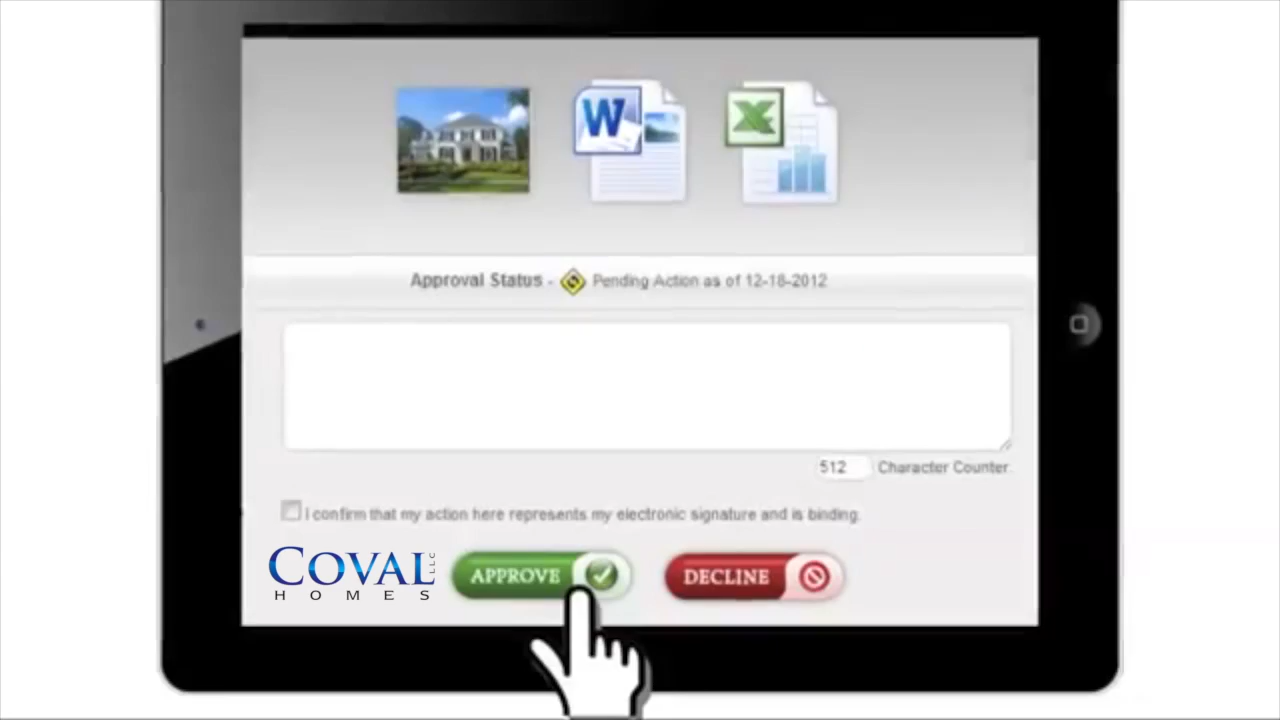 W
X
Approval Status - Pending Action as of 12-18-2012
512 Character Counter
I confirm that my action here represents my electronic signature and is binding.
COVAL LLC
HOMES
APPROVE
DECLINE